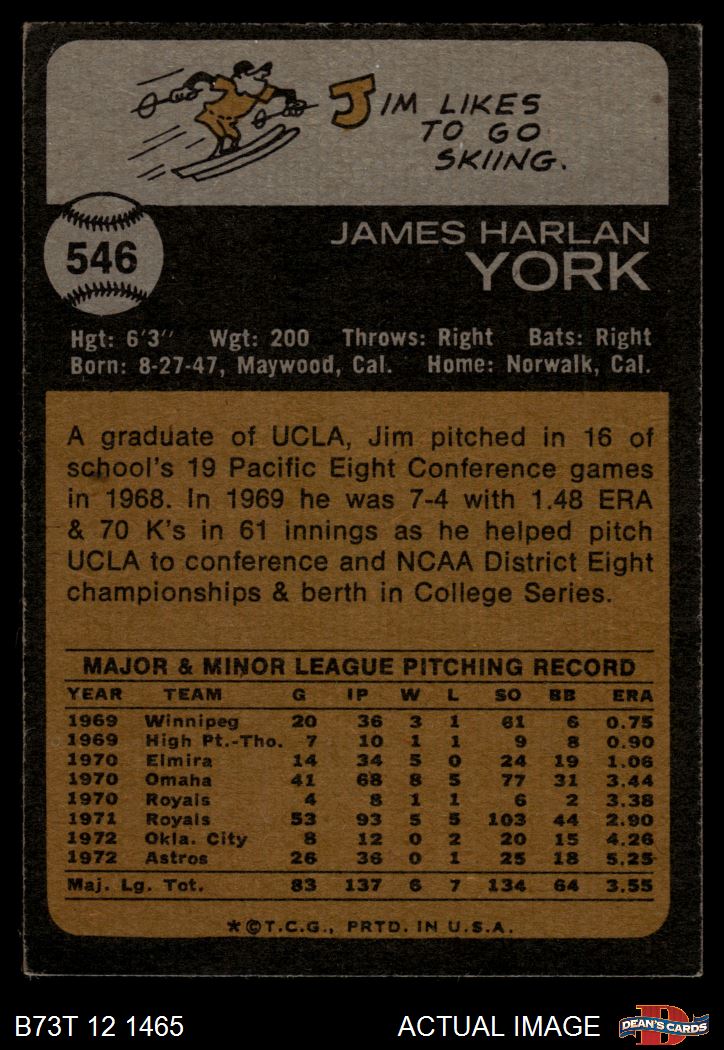 JIM LIKES
TO GO
SKIING.
546
JAMES HARLAN
YORK
Hgt: 6'3" Wgt: 200 Throws: Right Bats: Right
Born: 8-27-47, Maywood, Cal. Home: Norwalk, Cal.
A graduate of UCLA, Jim pitched in 16 of
school's 19 Pacific Eight Conference games
in 1968. In 1969 he was 7-4 with 1.48 ERA
& 70 K's in 61 innings as he helped pitch
UCLA to conference and NCAA District Eight
championships & berth in College Series.
MAJOR & MINOR LEAGUE PITCHING RECORD
YEAR TEAM G IP W L SO BB ERA
1969 Winnipeg 20 36 3 1 61 6 0.75
1969 High Pt.-Tho. 7 10 1 1 9 8 0.90
1970 Elmira 14 34 5 0 24 19 1.06
1970 Omaha 41 68 8 5 77 31 3.44
1970 Royals 4 8 1 1 6 2 3.38
1971 Royals 53 93 5 5 103 44 2.90
1972 Okla. City 8 12 0 2 20 15 4.26
1972 Astros 26 36 0 1 25 18 5.25
Maj. Lg. Tot. 83 137 6 7 134 64 3.55
*©T.C.G., PRTD. IN U.S.A.
B73T 12 1465 ACTUAL IMAGE D DEAN'S CARDS